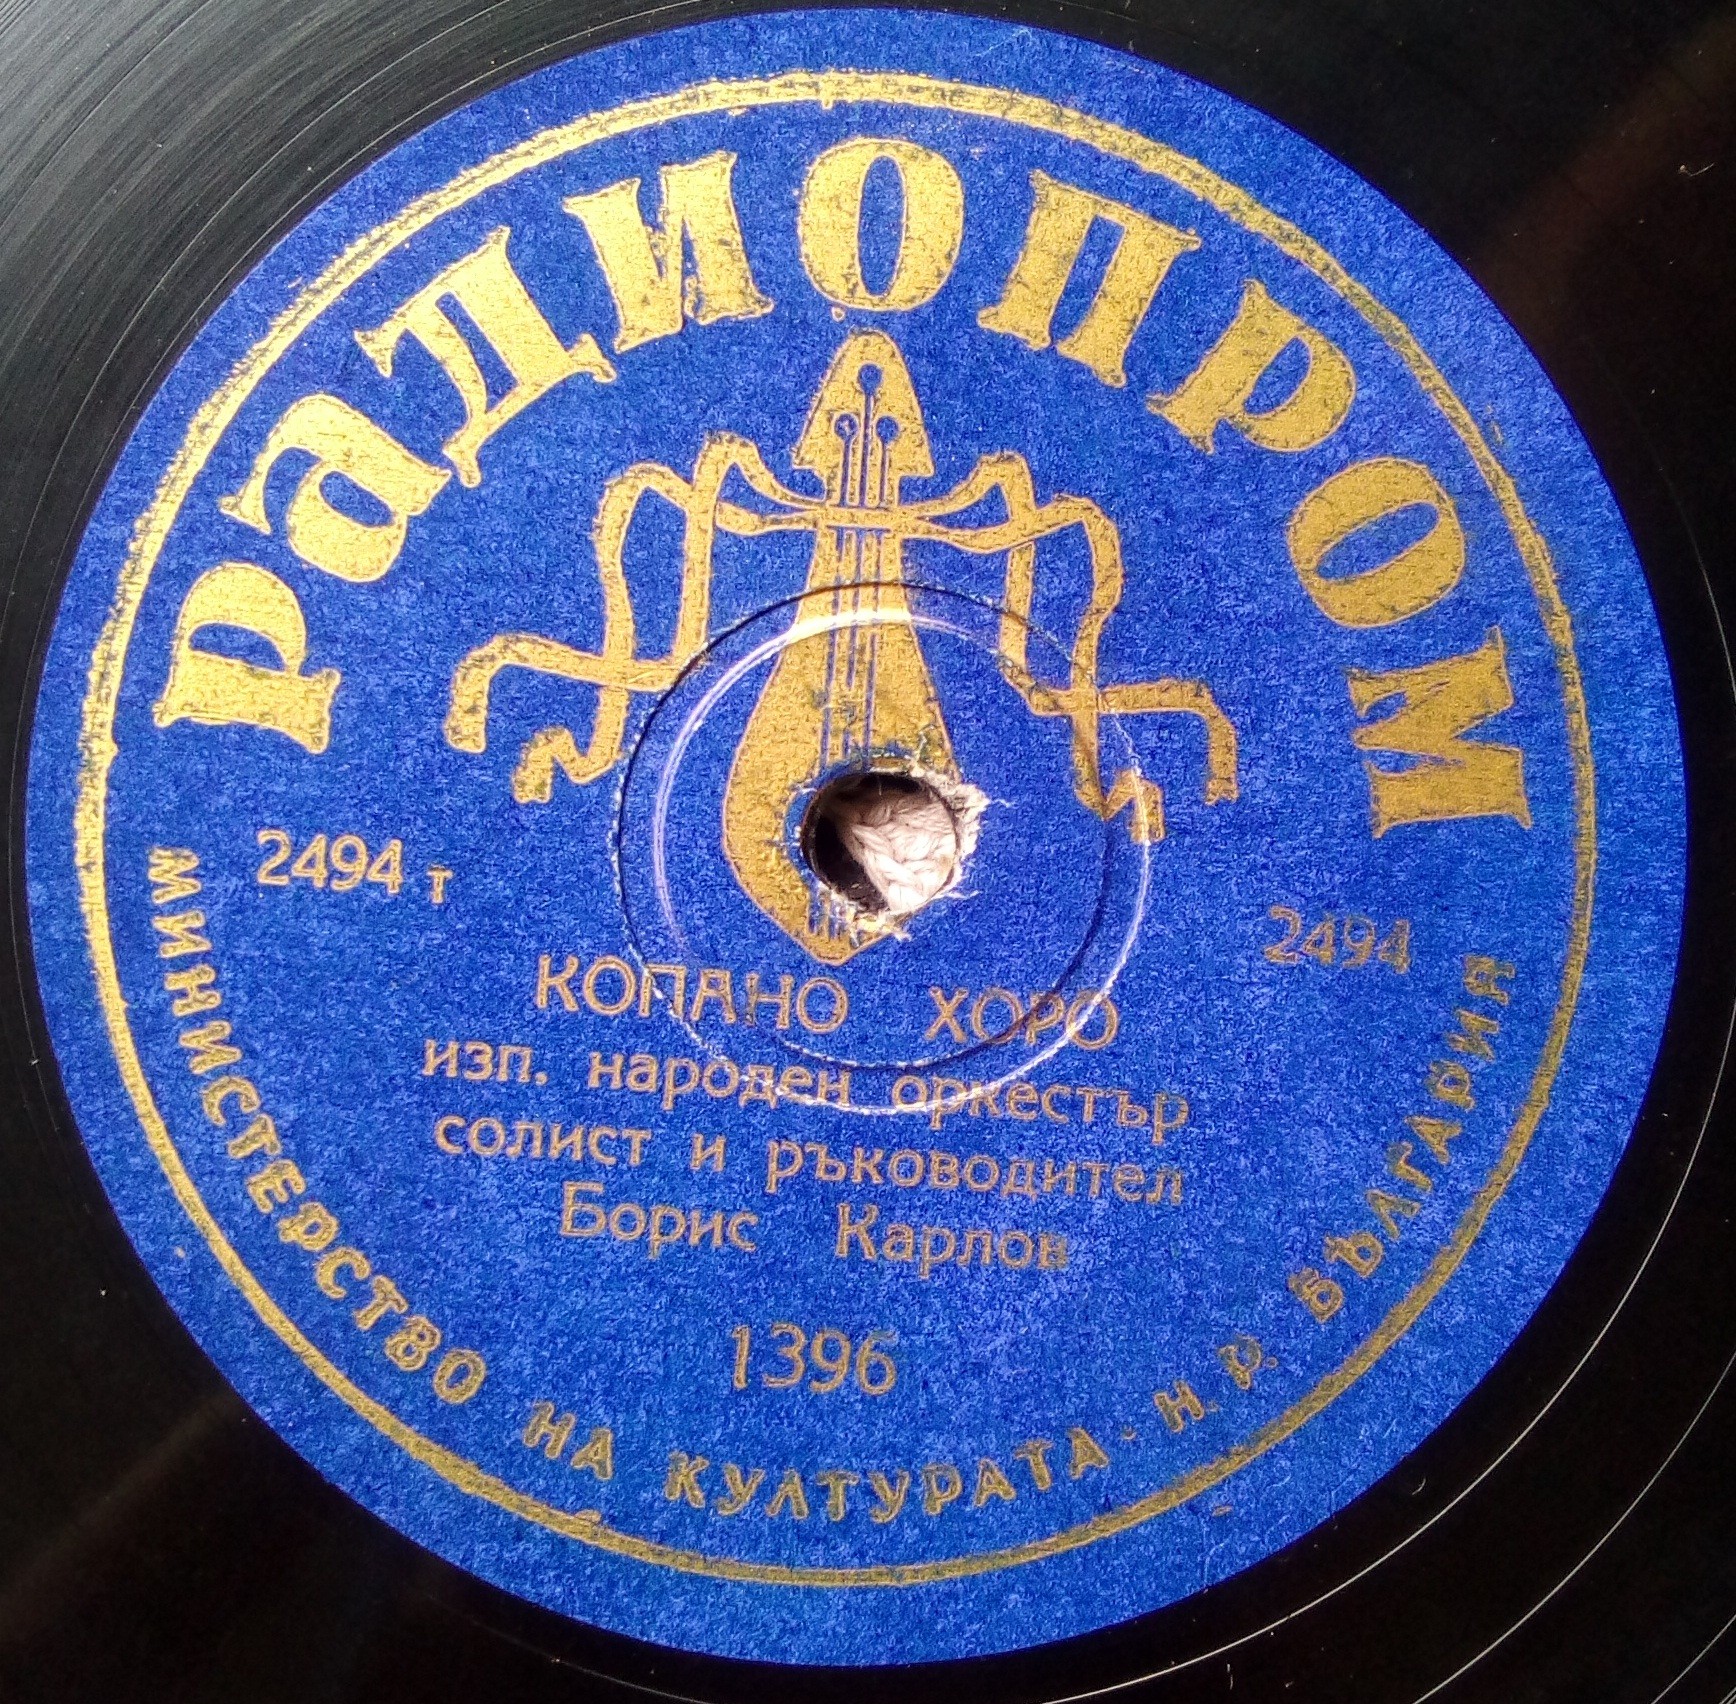 РАДИОПРОМ
2494 т
2494
КОПАНО ХОРО
изп. народен оркестър
солист и ръководител
Борис Карлов
1396
МИНИСТЕРСТВО НА КУЛТУРАТА · Н. Р. БЪЛГАРИЯ